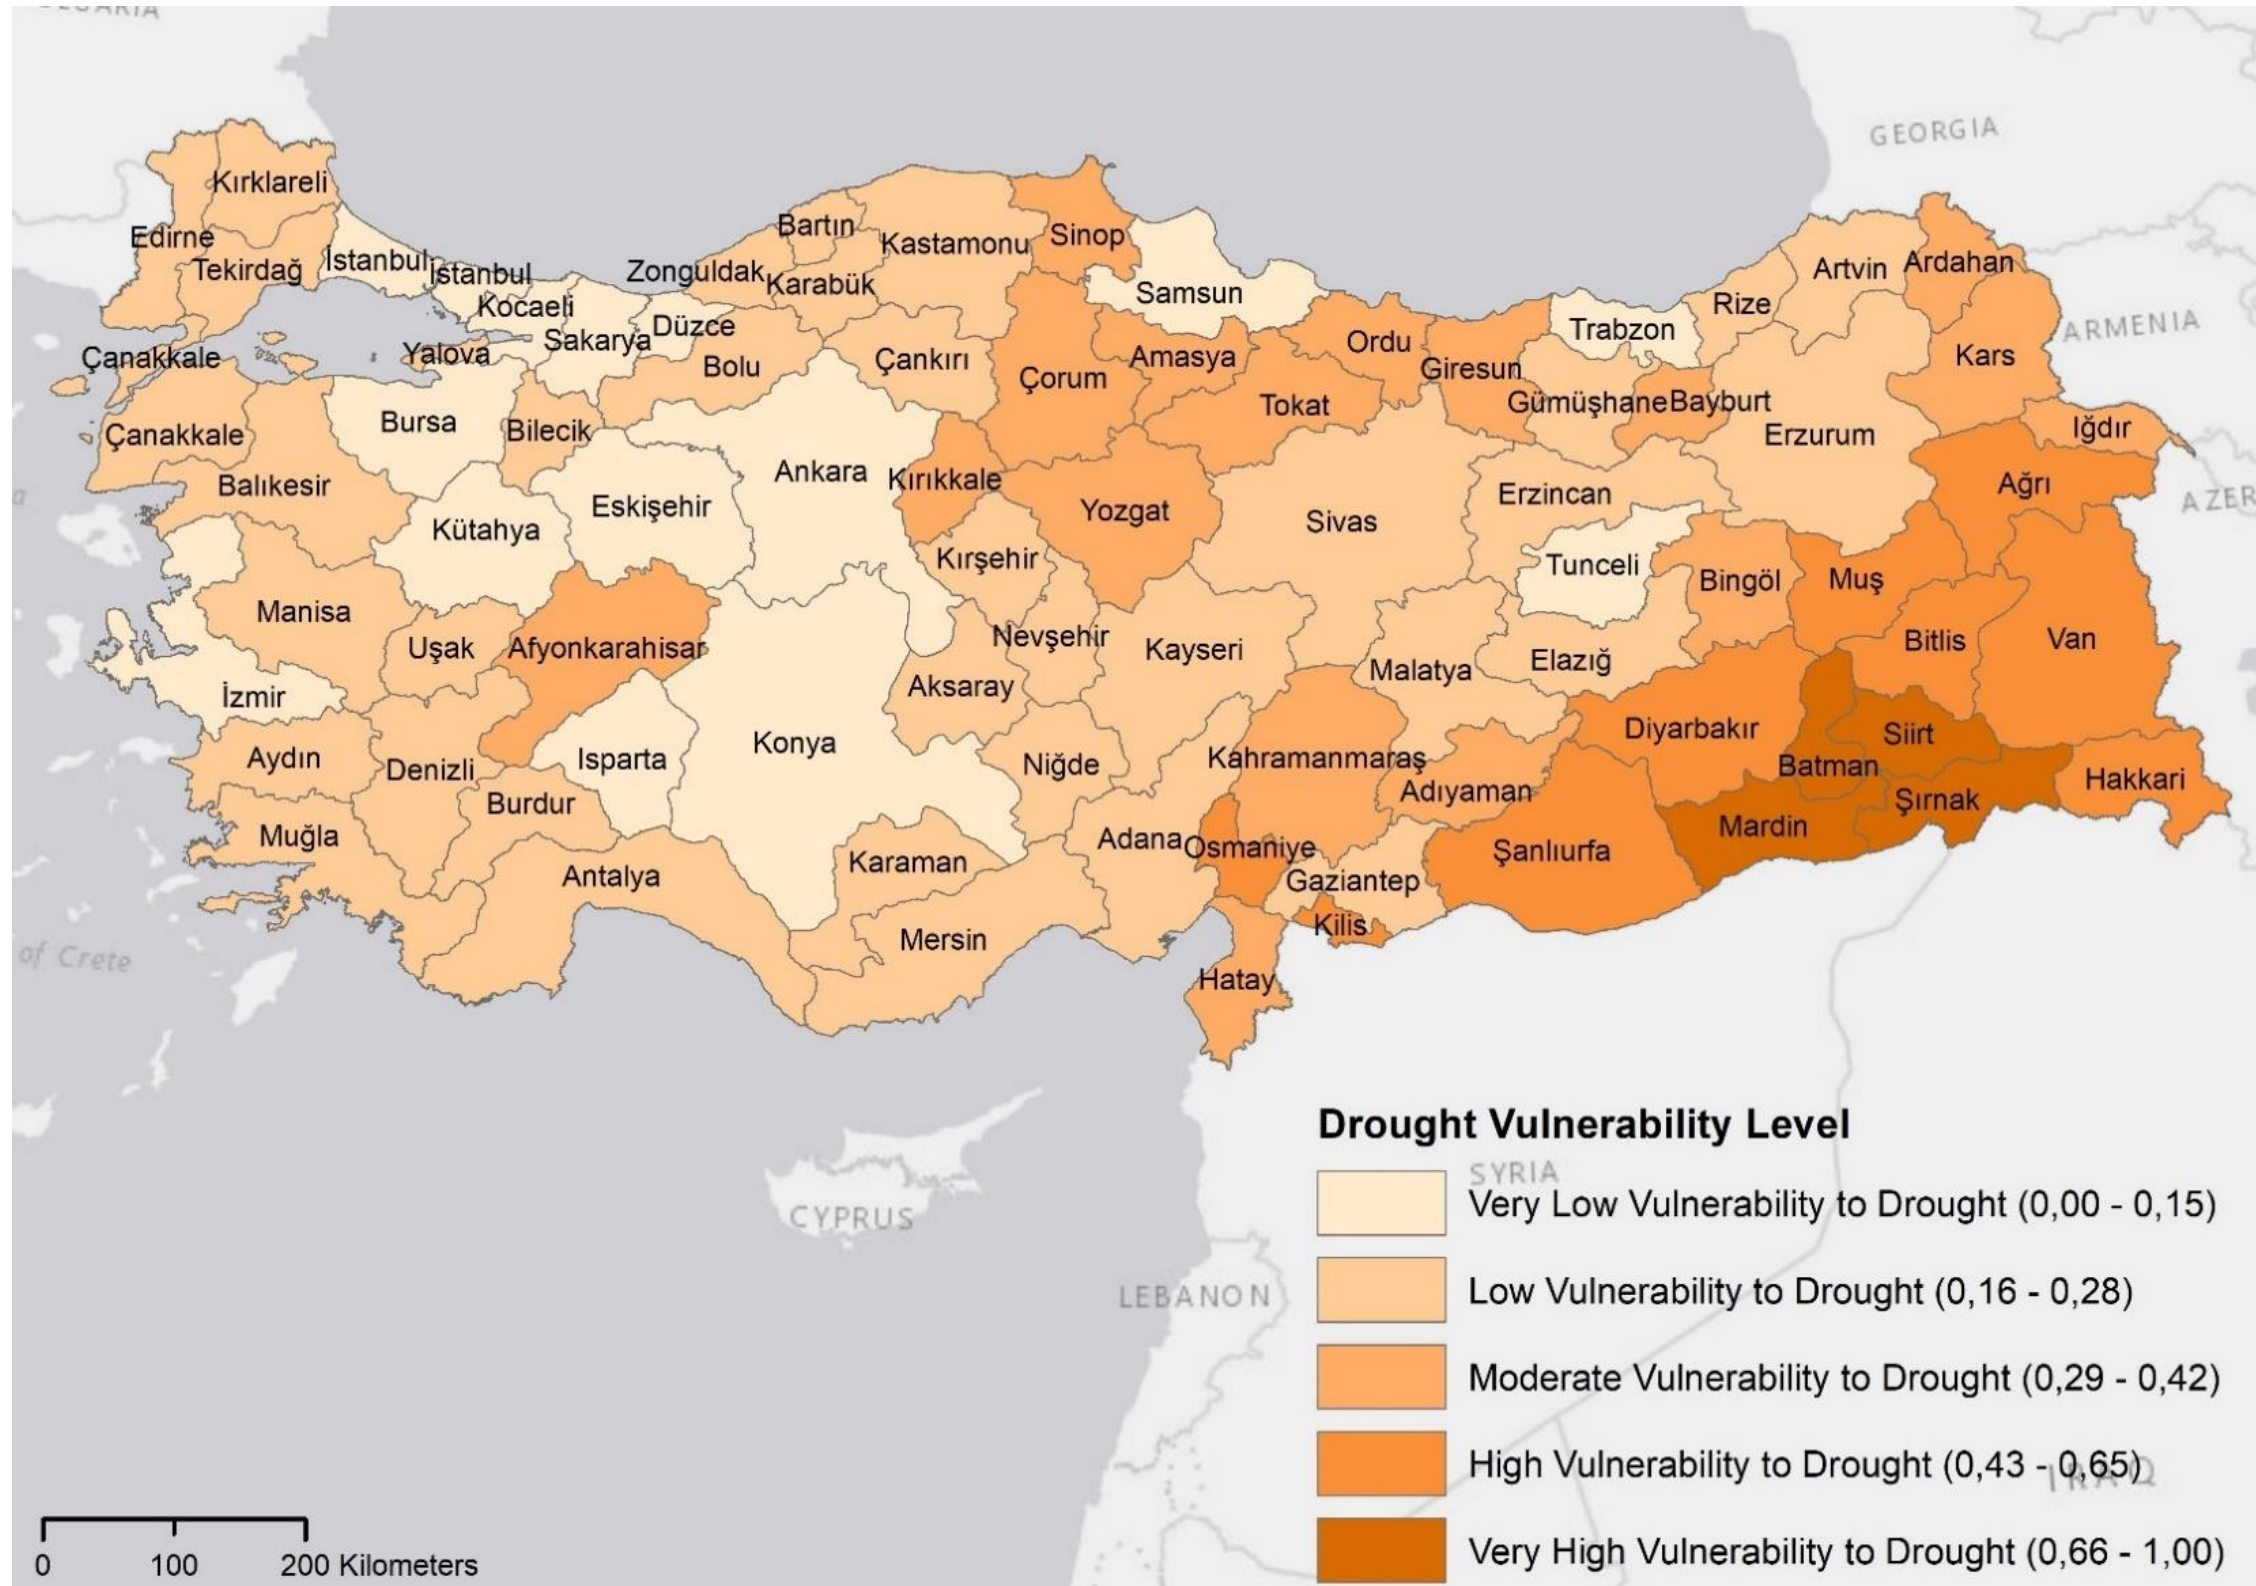 GEORGIA
Kırklareli
Bartın
Sinop
Edirne
Kastamonu
Tekirdağ
İstanbul
İstanbul
Zonguldak
Karabük
Samsun
Artvin
Ardahan
Kocaeli
Rize
Sakarya
Düzce
Trabzon
ARMENIA
Çanakkale
Yalova
Bolu
Çankırı
Çorum
Amasya
Ordu
Giresun
Kars
Tokat
Gümüşhane
Bayburt
Bursa
Bilecik
Çanakkale
Erzurum
Iğdır
Balıkesir
Ankara
Kırıkkale
Ağrı
Eskişehir
Yozgat
Sivas
Erzincan
AZER
Kütahya
Kırşehir
Tunceli
Bingöl
Muş
Manisa
Uşak
Afyonkarahisar
Nevşehir
Kayseri
Malatya
Elazığ
Bitlis
Van
İzmir
Aksaray
Isparta
Konya
Diyarbakır
Siirt
Aydın
Denizli
Niğde
Kahramanmaraş
Batman
Hakkari
Burdur
Adıyaman
Şırnak
Muğla
Adana
Osmaniye
Mardin
Antalya
Karaman
Gaziantep
Şanlıurfa
Mersin
Kilis
of Crete
Hatay
CYPRUS
LEBANON
SYRIA
IRAQ
Drought Vulnerability Level
Very Low Vulnerability to Drought (0,00 - 0,15)
Low Vulnerability to Drought (0,16 - 0,28)
Moderate Vulnerability to Drought (0,29 - 0,42)
High Vulnerability to Drought (0,43 - 0,65)
Very High Vulnerability to Drought (0,66 - 1,00)
0 100 200 Kilometers